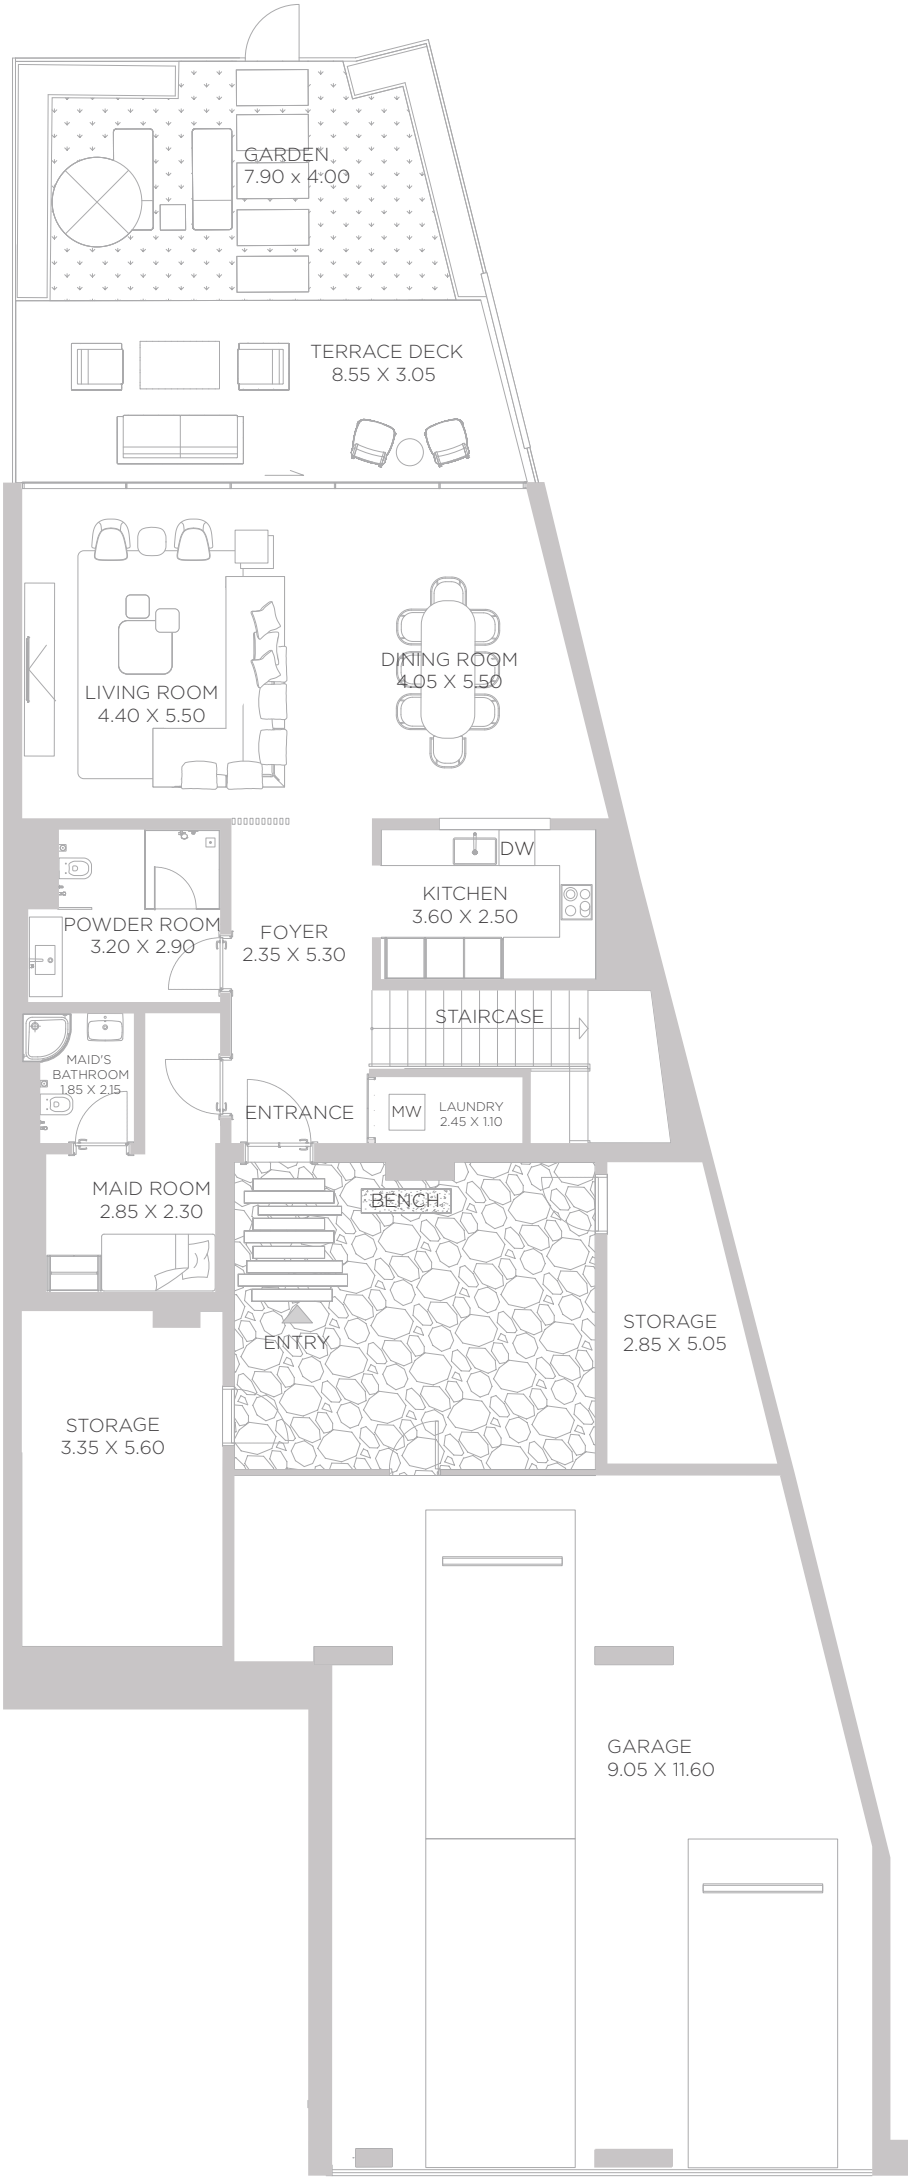 GARDEN
7.90 x 4.00
TERRACE DECK
8.55 X 3.05
DINING ROOM
4.05 X 5.50
LIVING ROOM
4.40 X 5.50
DW
KITCHEN
3.60 X 2.50
POWDER ROOM
3.20 X 2.90
FOYER
2.35 X 5.30
STAIRCASE
MAID'S
BATHROOM
1.85 X 2.15
ENTRANCE
MW
LAUNDRY
2.45 X 1.10
MAID ROOM
2.85 X 2.30
BENCH
ENTRY
STORAGE
2.85 X 5.05
STORAGE
3.35 X 5.60
GARAGE
9.05 X 11.60